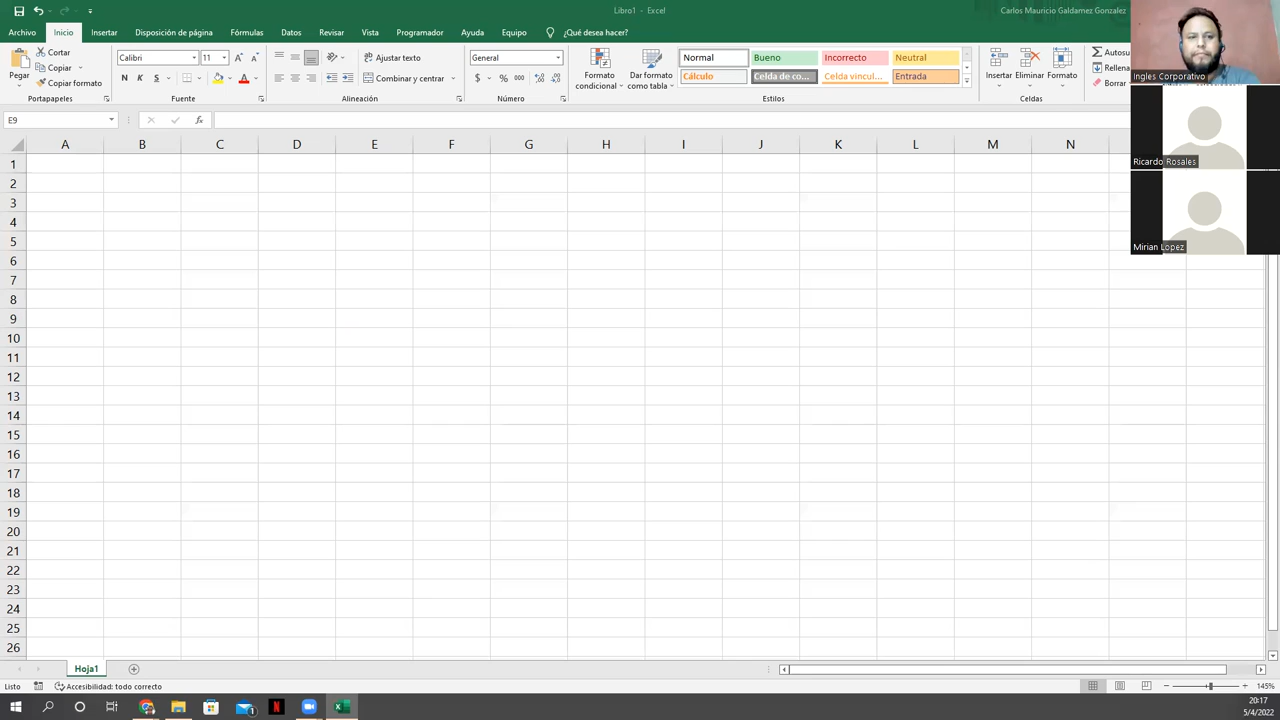 Libro1 - Excel
Carlos Mauricio Galdamez Gonzalez
Archivo Inicio Insertar Disposición de página Fórmulas Datos Revisar Vista Programador Ayuda Equipo ¿Qué desea hacer?
Pegar
Cortar
Copiar
Copiar formato
Portapapeles
Calibri 11
N K S
Fuente
Ajustar texto
Combinar y centrar
Alineación
General
$ % 000
Número
Formato condicional
Dar formato como tabla
Normal Bueno Incorrecto Neutral
Cálculo Celda de co... Celda vincul... Entrada
Estilos
Insertar Eliminar Formato
Celdas
Autosu
Rellena
Borrar
Ingles Corporativo
Ricardo Rosales
Mirian Lopez
E9
fx
A B C D E F G H I J K L M N
1
2
3
4
5
6
7
8
9
10
11
12
13
14
15
16
17
18
19
20
21
22
23
24
25
26
Hoja1
Listo Accesibilidad: todo correcto 145%
20:17
5/4/2022